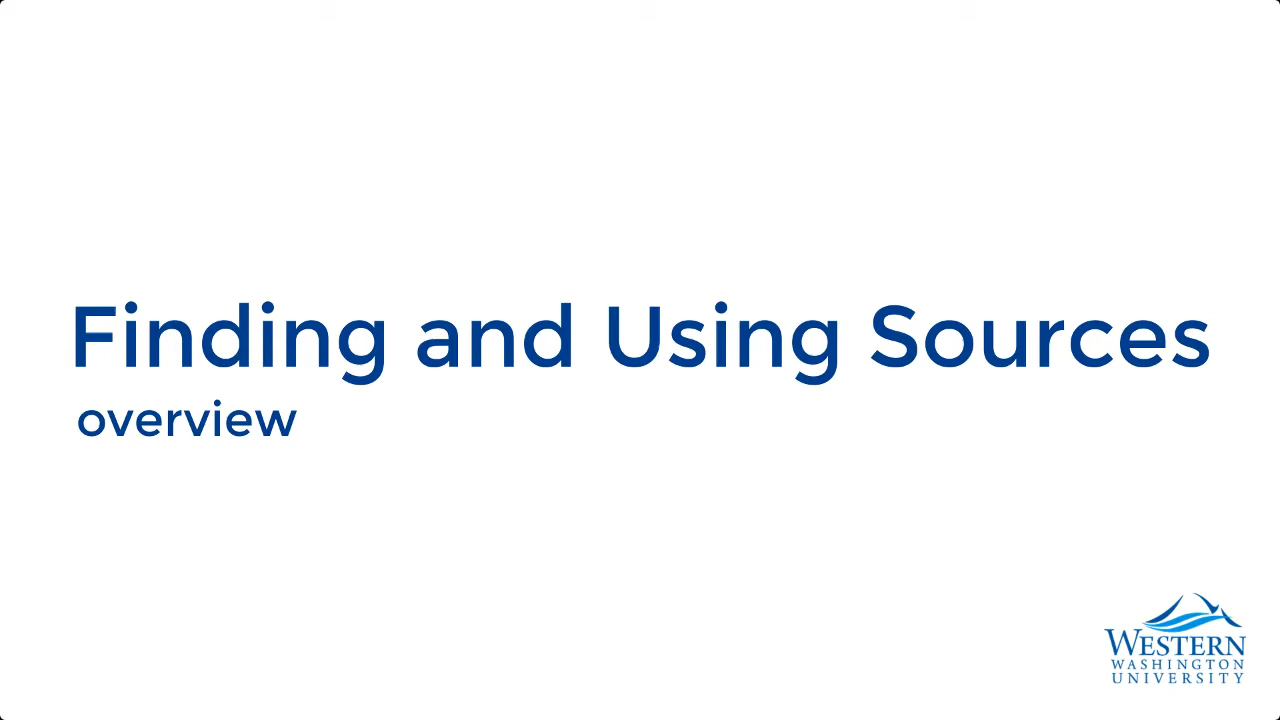 Finding and Using Sources
overview
WESTERN
WASHINGTON
UNIVERSITY